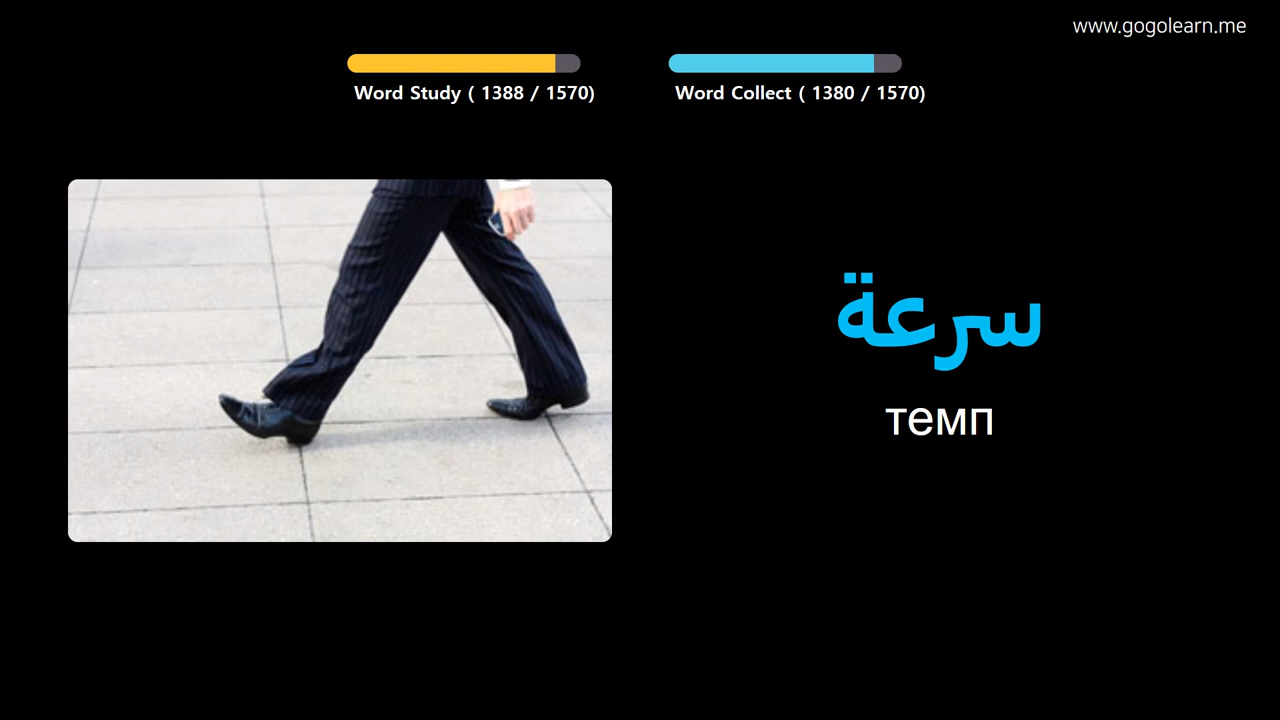 www.gogolearn.me
Word Study ( 1388 / 1570)
Word Collect ( 1380 / 1570)
سرعة
темп